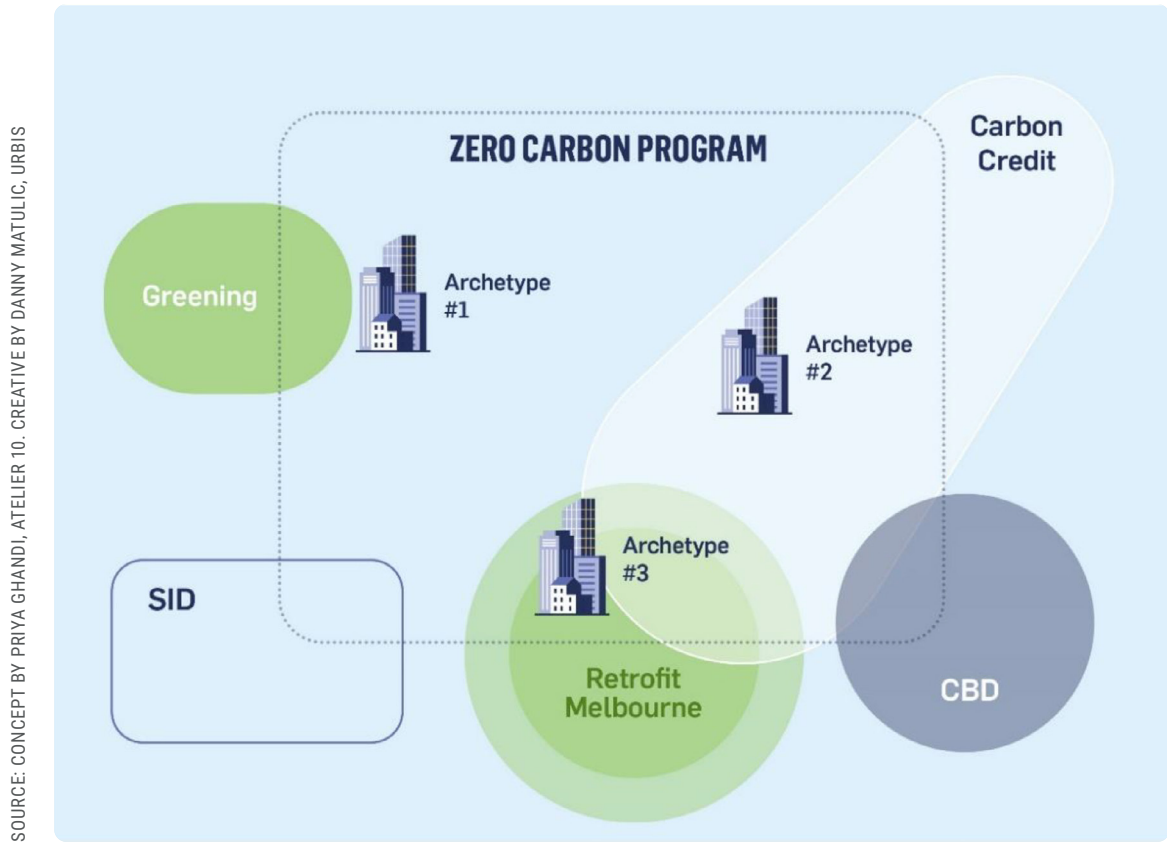 SOURCE: CONCEPT BY PRIYA GHANDI, ATELIER 10. CREATIVE BY DANNY MATULIC, URBIS
ZERO CARBON PROGRAM
Carbon
Credit
Greening
Archetype
#1
Archetype
#2
Archetype
#3
SID
Retrofit
Melbourne
CBD